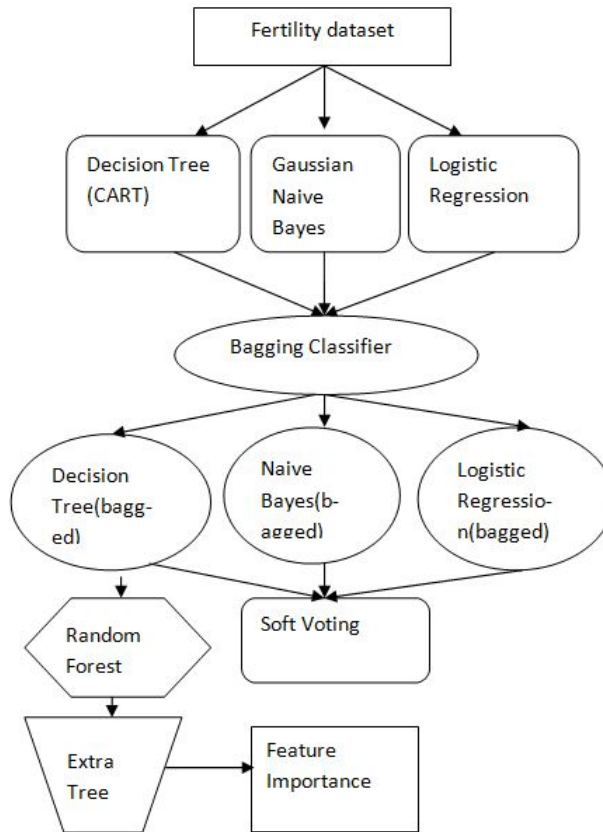 Fertility dataset
Decision Tree
(CART)
Gaussian
Naive
Bayes
Logistic
Regression
Bagging Classifier
Decision
Tree(bagg-
ed)
Naive
Bayes(b-
agged)
Logistic
Regressio-
n(bagged)
Random
Forest
Soft Voting
Extra
Tree
Feature
Importance